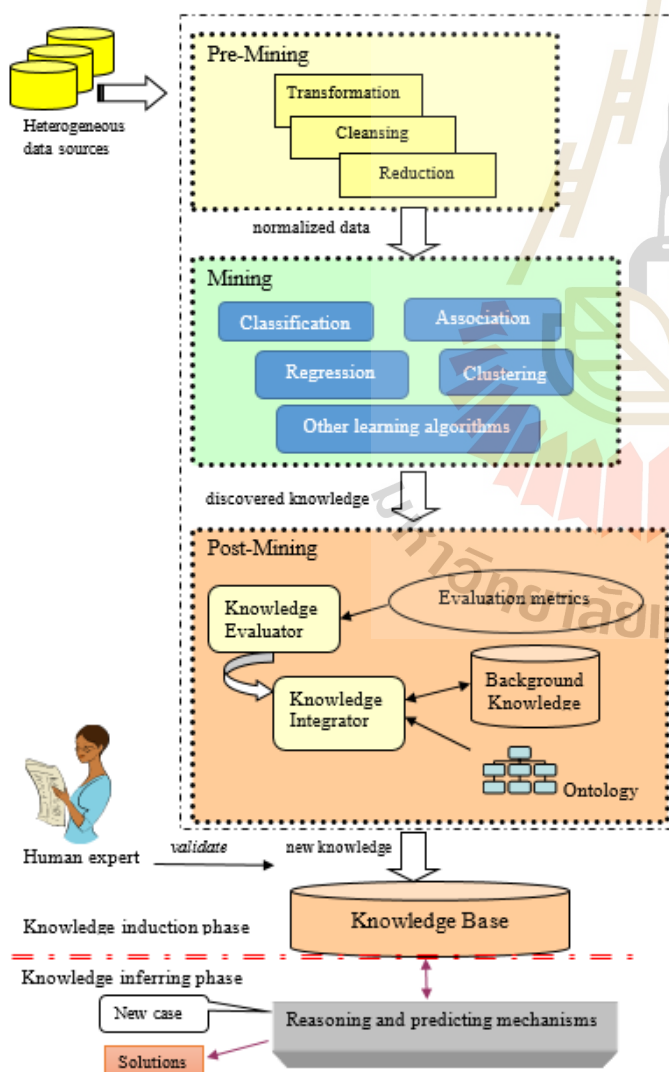 Heterogeneous
data sources
Pre-Mining
Transformation
Cleansing
Reduction
normalized data
Mining
Classification
Association
Regression
Clustering
Other learning algorithms
discovered knowledge
Post-Mining
Knowledge
Evaluator
Evaluation metrics
Knowledge
Integrator
Background
Knowledge
Ontology
Human expert
validate
new knowledge
Knowledge Base
Knowledge induction phase
Knowledge inferring phase
New case
Reasoning and predicting mechanisms
Solutions